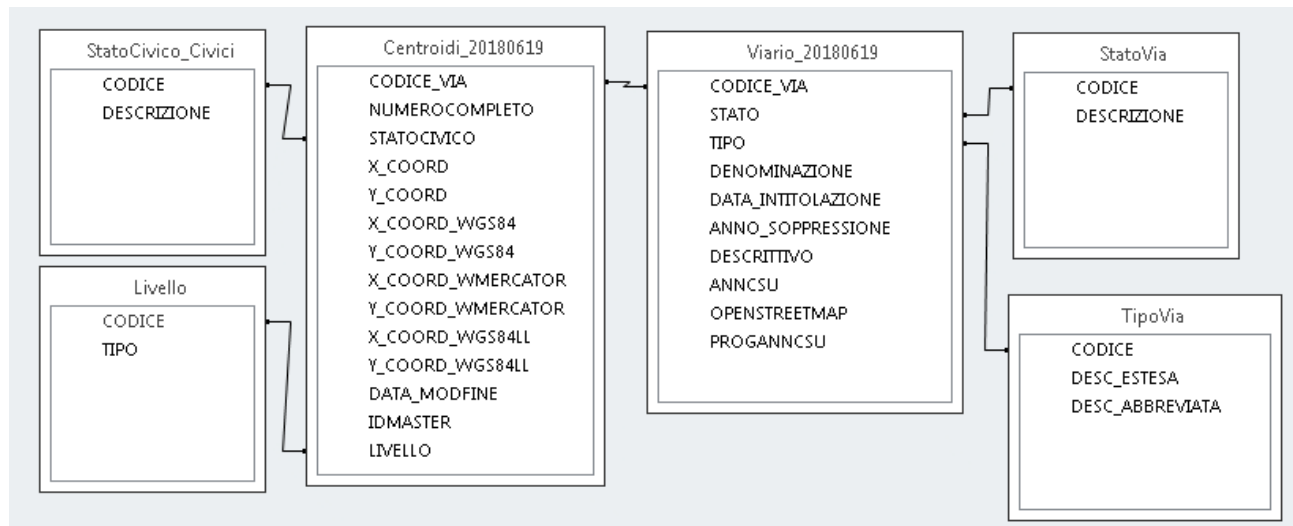 StatoCivico_Civici
CODICE
DESCRIZIONE
Livello
CODICE
TIPO
Centroidi_20180619
CODICE_VIA
NUMEROCOMPLETO
STATOCIVICO
X_COORD
Y_COORD
X_COORD_WGS84
Y_COORD_WGS84
X_COORD_WMERCATOR
Y_COORD_WMERCATOR
X_COORD_WGS84LL
Y_COORD_WGS84LL
DATA_MODFINE
IDMASTER
LIVELLO
Viario_20180619
CODICE_VIA
STATO
TIPO
DENOMINAZIONE
DATA_INTITOLAZIONE
ANNO_SOPPRESSIONE
DESCRITTIVO
ANNCSU
OPENSTREETMAP
PROGANNCSU
StatoVia
CODICE
DESCRIZIONE
TipoVia
CODICE
DESC_ESTESA
DESC_ABBREVIATA